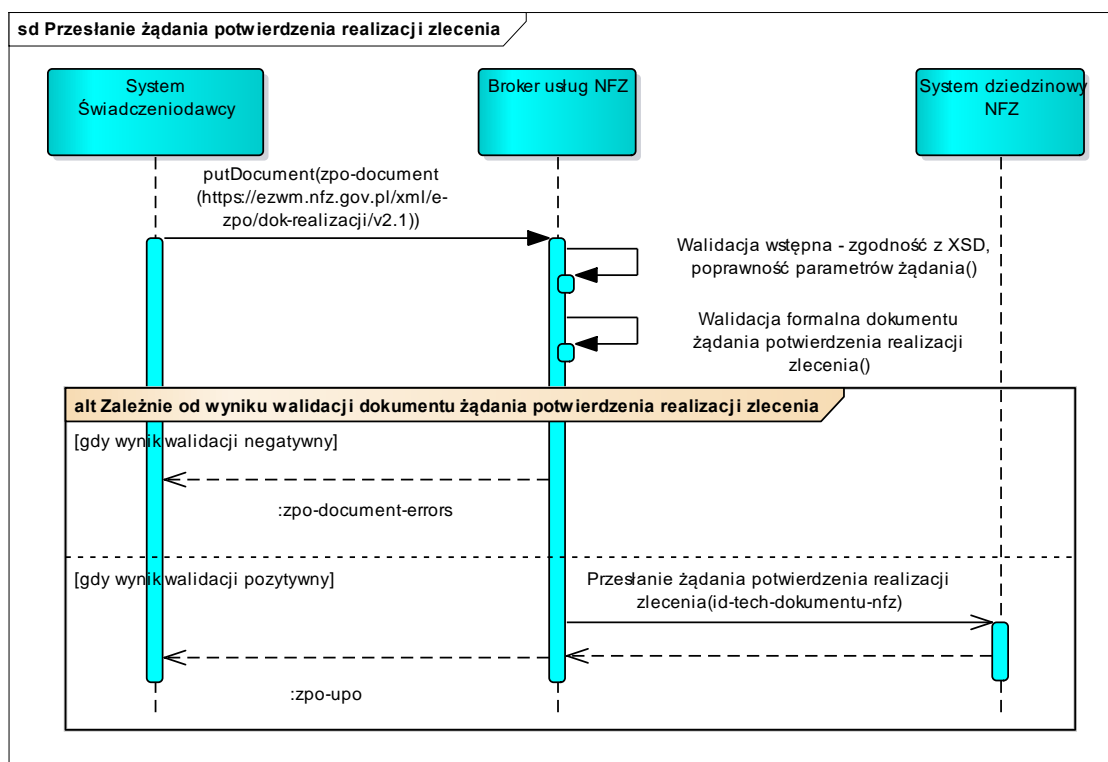 sd Przesłanie żądania potwierdzenia realizacji zlecenia
System
Świadczeniodawcy
Broker usług NFZ
System dziedzinowy
NFZ
putDocument(zpo-document
(https://ezwm.nfz.gov.pl/xml/e-
zpo/dok-realizacji/v2.1))
Walidacja wstępna - zgodność z XSD,
poprawność parametrów żądania()
Walidacja formalna dokumentu
żądania potwierdzenia realizacji
zlecenia()
alt Zależnie od wyniku walidacji dokumentu żądania potwierdzenia realizacji zlecenia
[gdy wynik walidacji negatywny]
:zpo-document-errors
[gdy wynik walidacji pozytywny]
Przesłanie żądania potwierdzenia realizacji
zlecenia(id-tech-dokumentu-nfz)
:zpo-upo